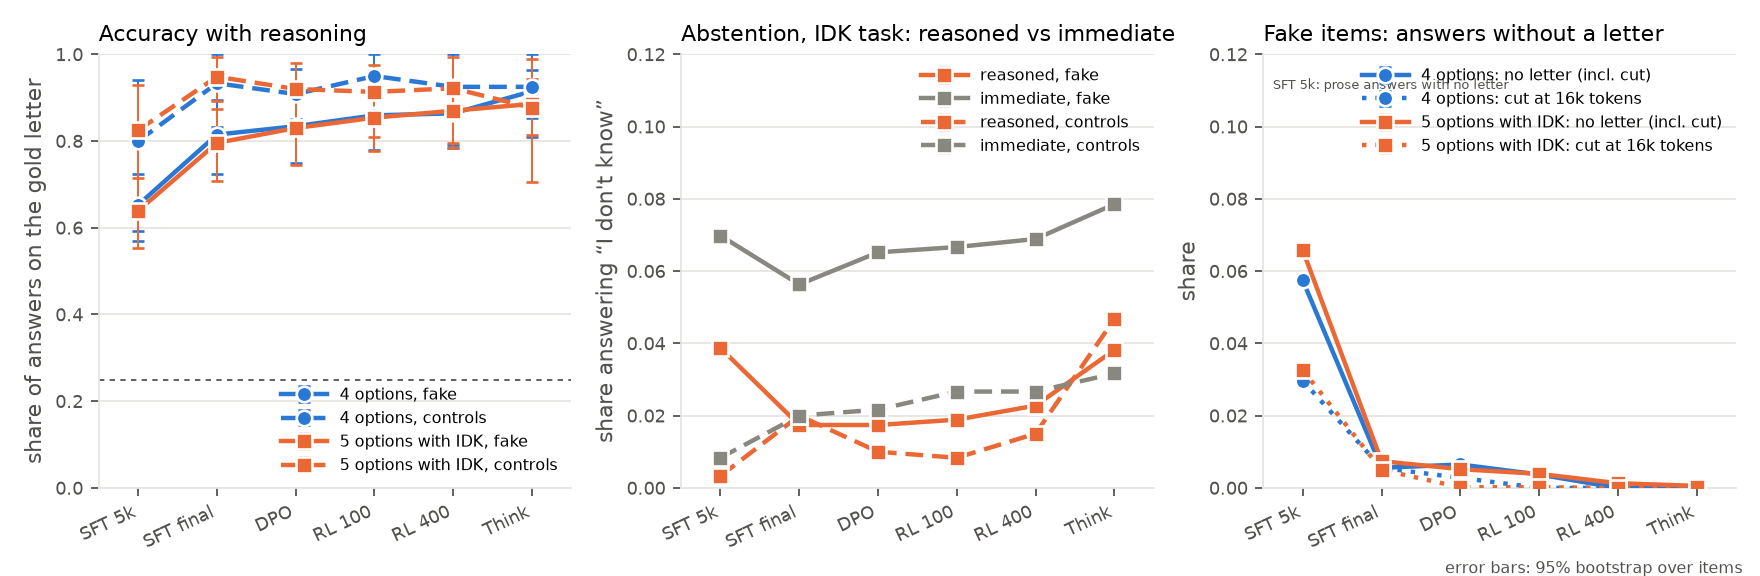 Accuracy with reasoning
share of answers on the gold letter
1.0
0.8
0.6
0.4
0.2
0.0
4 options, fake
4 options, controls
5 options with IDK, fake
5 options with IDK, controls
SFT 5k
SFT final
DPO
RL 100
RL 400
Think
Abstention, IDK task: reasoned vs immediate
share answering “I don't know”
0.12
0.10
0.08
0.06
0.04
0.02
0.00
reasoned, fake
immediate, fake
reasoned, controls
immediate, controls
SFT 5k
SFT final
DPO
RL 100
RL 400
Think
Fake items: answers without a letter
share
0.12
0.10
0.08
0.06
0.04
0.02
0.00
SFT 5k: prose answers with no letter
4 options: no letter (incl. cut)
4 options: cut at 16k tokens
5 options with IDK: no letter (incl. cut)
5 options with IDK: cut at 16k tokens
SFT 5k
SFT final
DPO
RL 100
RL 400
Think
error bars: 95% bootstrap over items